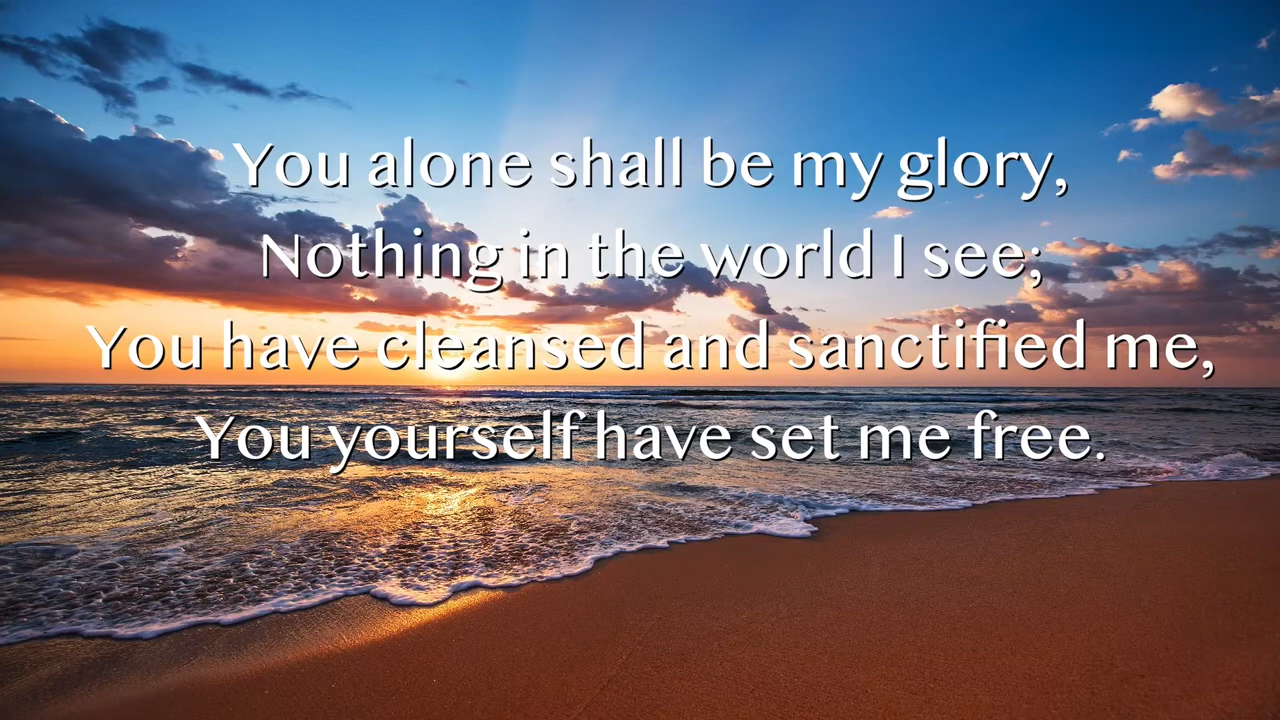 You alone shall be my glory,
Nothing in the world I see;
You have cleansed and sanctified me,
You yourself have set me free.